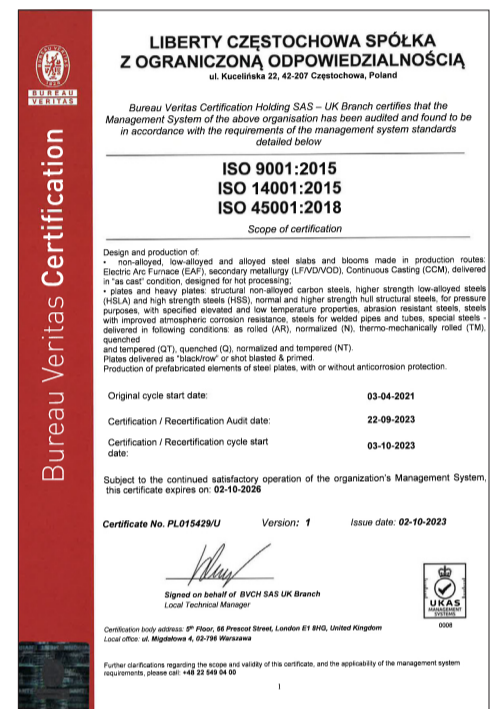 LIBERTY CZĘSTOCHOWA SPÓŁKA
Z OGRANICZONĄ ODPOWIEDZIALNOŚCIĄ
ul. Kucelińska 22, 42-207 Częstochowa, Poland
BUREAU
VERITAS
Bureau Veritas Certification
Bureau Veritas Certification Holding SAS – UK Branch certifies that the
Management System of the above organisation has been audited and found to be
in accordance with the requirements of the management system standards
detailed below
ISO 9001:2015
ISO 14001:2015
ISO 45001:2018
Scope of certification
Design and production of:
• non-alloyed, low-alloyed and alloyed steel slabs and blooms made in production routes:
Electric Arc Furnace (EAF), secondary metallurgy (LF/VD/VOD), Continuous Casting (CCM), delivered
in "as cast" condition, designed for hot processing;
• plates and heavy plates: structural non-alloyed carbon steels, higher strength low-alloyed steels
(HSLA) and high strength steels (HSS), normal and higher strength hull structural steels, for pressure
purposes, with specified elevated and low temperature properties, abrasion resistant steels, steels
with improved atmospheric corrosion resistance, steels for welded pipes and tubes, special steels -
delivered in following conditions: as rolled (AR), normalized (N), thermo-mechanically rolled (TM),
quenched
and tempered (QT), quenched (Q), normalized and tempered (NT).
Plates delivered as "black/row" or shot blasted & primed.
Production of prefabricated elements of steel plates, with or without anticorrosion protection.
Original cycle start date: 03-04-2021
Certification / Recertification Audit date: 22-09-2023
Certification / Recertification cycle start
date: 03-10-2023
Subject to the continued satisfactory operation of the organization's Management System,
this certificate expires on: 02-10-2026
Certificate No. PL015429/U Version: 1 Issue date: 02-10-2023
Signed on behalf of BVCH SAS UK Branch
Local Technical Manager
UKAS
MANAGEMENT
SYSTEMS
0008
Certification body address: 5th Floor, 66 Prescot Street, London E1 8HG, United Kingdom
Local office: ul. Migdałowa 4, 02-796 Warszawa
Further clarifications regarding the scope and validity of this certificate, and the applicability of the management system
requirements, please call: +48 22 549 04 00
1